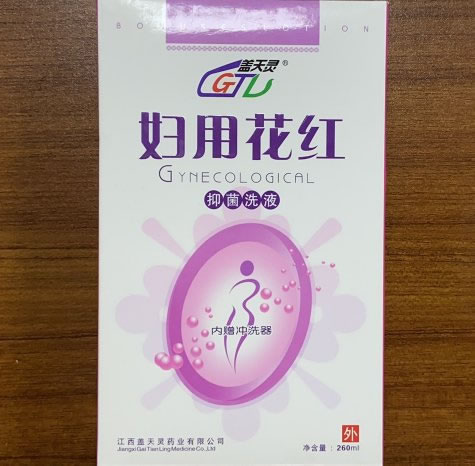 盖天灵®
GTL
妇用花红
GYNECOLOGICAL
抑菌洗液
内赠冲洗器
外
江西盖天灵药业有限公司
Jiangxi Gai Tian Ling Medicine Co.,Ltd
净含量：260ml